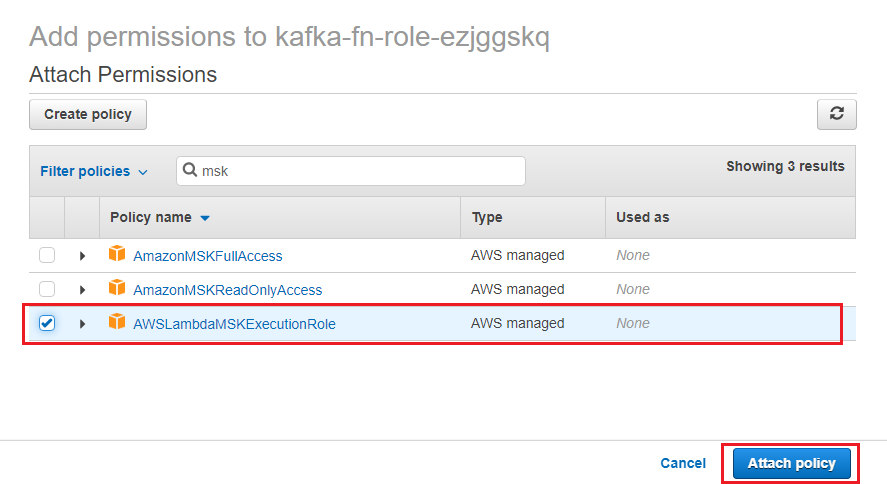 Add permissions to kafka-fn-role-ezjggskq
Attach Permissions
Create policy
Filter policies msk Showing 3 results
Policy name Type Used as
AmazonMSKFullAccess AWS managed None
AmazonMSKReadOnlyAccess AWS managed None
AWSLambdaMSKExecutionRole AWS managed None
Cancel Attach policy